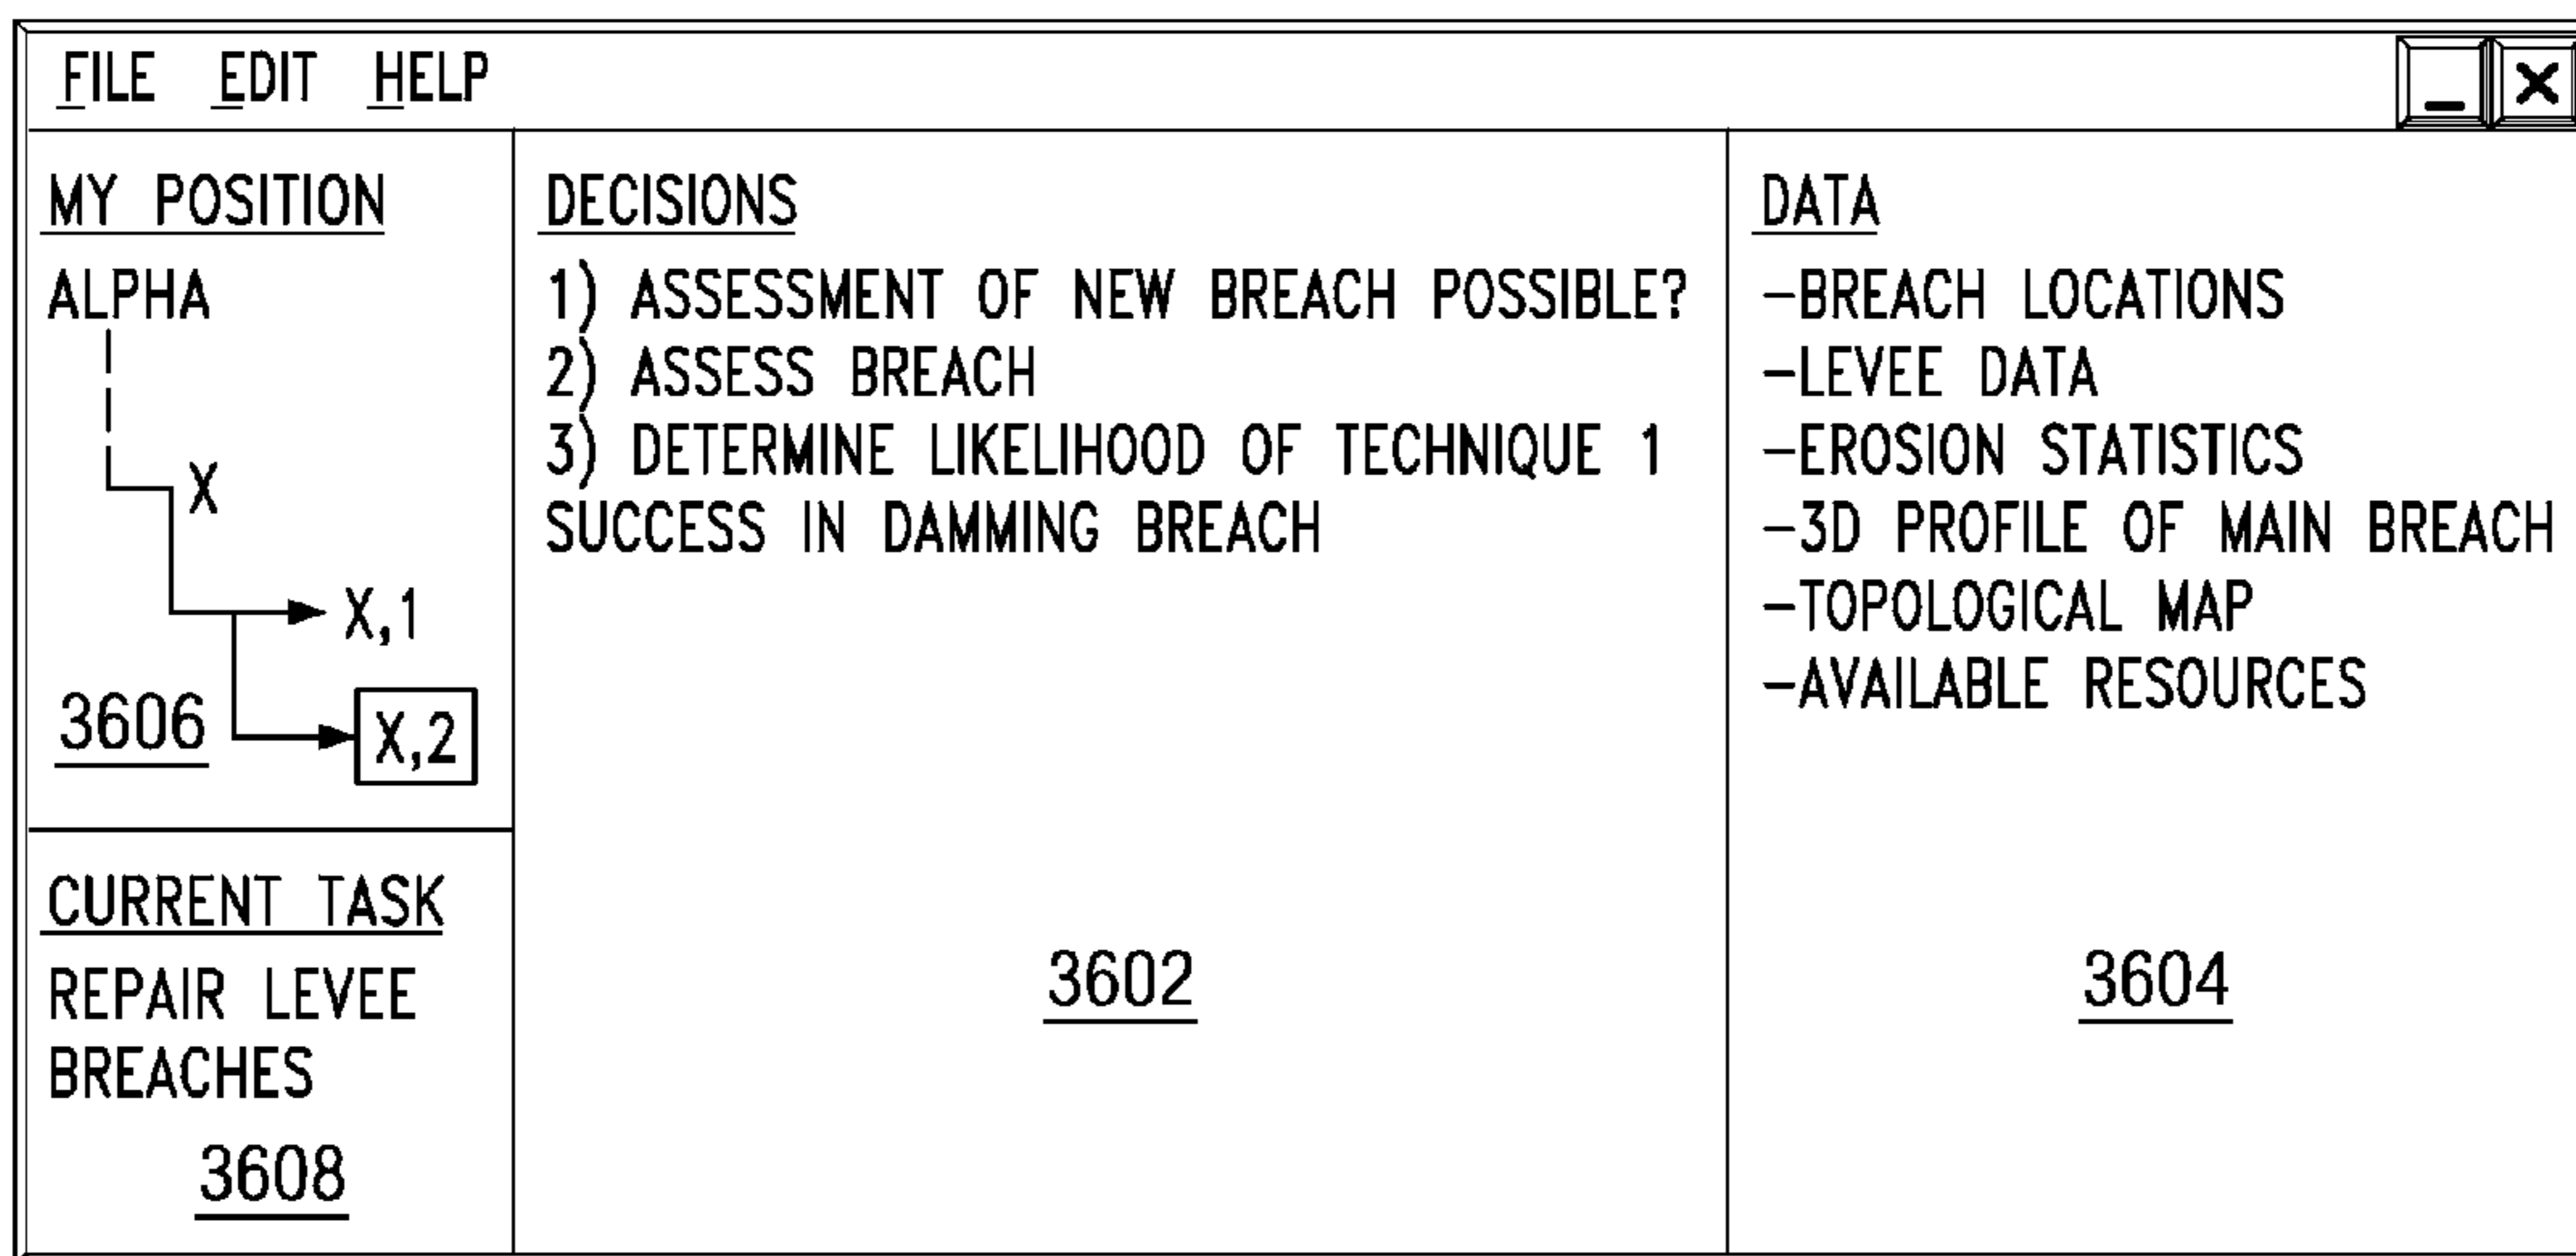 FILE EDIT HELP
MY POSITION
ALPHA
X
X,1
X,2
3606
CURRENT TASK
REPAIR LEVEE
BREACHES
3608
DECISIONS
1) ASSESSMENT OF NEW BREACH POSSIBLE?
2) ASSESS BREACH
3) DETERMINE LIKELIHOOD OF TECHNIQUE 1
SUCCESS IN DAMMING BREACH
3602
DATA
-BREACH LOCATIONS
-LEVEE DATA
-EROSION STATISTICS
-3D PROFILE OF MAIN BREACH
-TOPOLOGICAL MAP
-AVAILABLE RESOURCES
3604